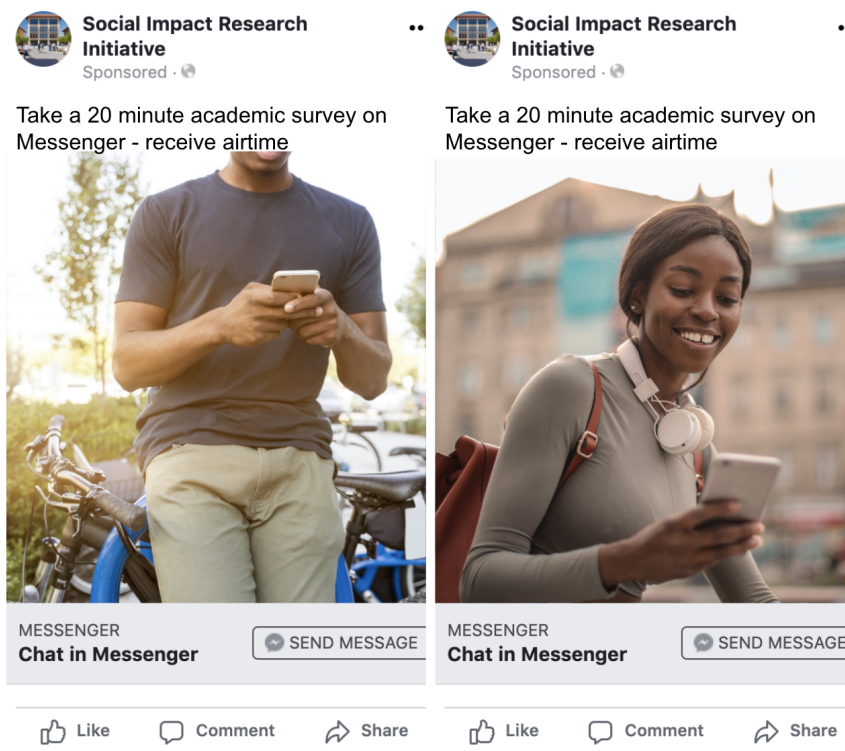 Social Impact Research
Initiative
Sponsored ·
Take a 20 minute academic survey on
Messenger - receive airtime
MESSENGER
Chat in Messenger
SEND MESSAGE
Like
Comment
Share
Social Impact Research
Initiative
Sponsored ·
Take a 20 minute academic survey on
Messenger - receive airtime
MESSENGER
Chat in Messenger
SEND MESSAGE
Like
Comment
Share